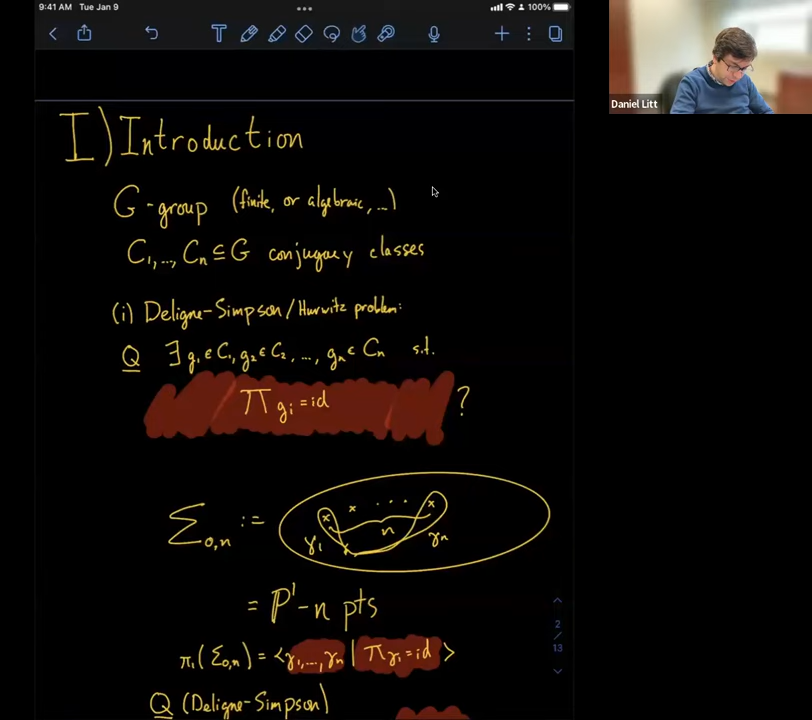 9:41 AM Tue Jan 9
100%
T
I) Introduction
G - group (finite, or algebraic, ...)
C₁, ..., Cₙ ⊆ G conjugacy classes
(i) Deligne-Simpson / Hurwitz problem:
Q ∃ g₁ ∈ C₁, g₂ ∈ C₂, ..., gₙ ∈ Cₙ s.t.
∏ gᵢ = id ?
Σ₀,ₙ := x x ... x
γ₁ n γₙ
= ℙ¹ - n pts
π₁(Σ₀,ₙ) = <γ₁, ..., γₙ | ∏ γᵢ = id>
Q (Deligne-Simpson)
2
/
13
Daniel Litt